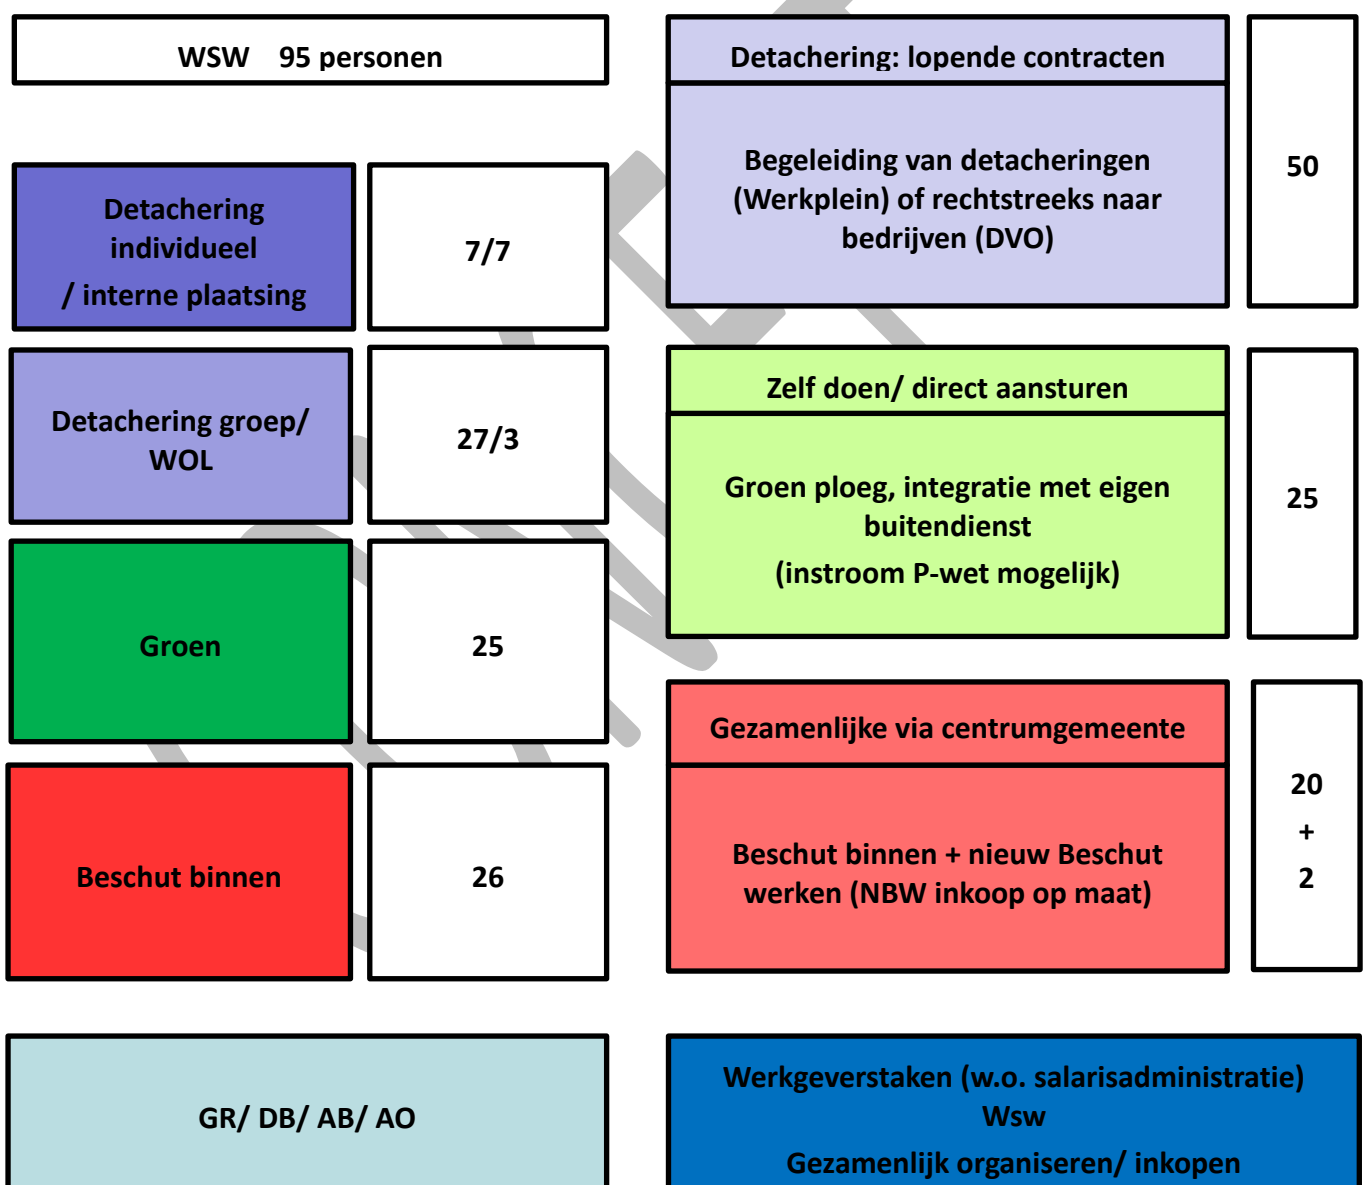 WSW 95 personen
Detachering
individueel
/ interne plaatsing
7/7
Detachering groep/
WOL
27/3
Groen
25
Beschut binnen
26
GR/ DB/ AB/ AO
Detachering: lopende contracten
Begeleiding van detacheringen
(Werkplein) of rechtstreeks naar
bedrijven (DVO)
50
Zelf doen/ direct aansturen
Groen ploeg, integratie met eigen
buitendienst
(instroom P-wet mogelijk)
25
Gezamenlijke via centrumgemeente
Beschut binnen + nieuw Beschut
werken (NBW inkoop op maat)
20
+
2
Werkgeverstaken (w.o. salarisadministratie)
Wsw
Gezamenlijk organiseren/ inkopen